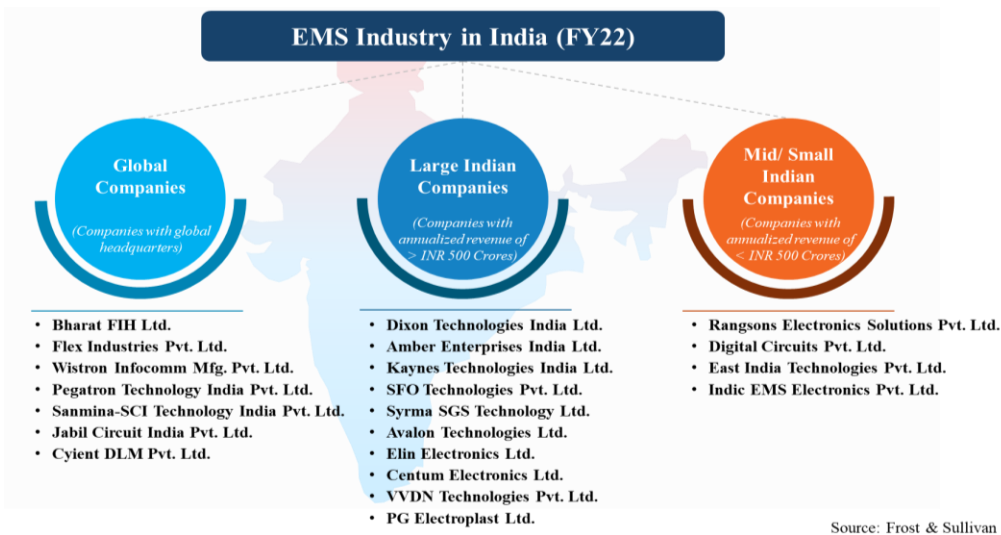 EMS Industry in India (FY22)
Global
Companies
(Companies with global
headquarters)
Large Indian
Companies
(Companies with
annualized revenue of
> INR 500 Crores)
Mid/ Small
Indian
Companies
(Companies with
annualized revenue of
< INR 500 Crores)
• Bharat FIH Ltd.
• Flex Industries Pvt. Ltd.
• Wistron Infocomm Mfg. Pvt. Ltd.
• Pegatron Technology India Pvt. Ltd.
• Sanmina-SCI Technology India Pvt. Ltd.
• Jabil Circuit India Pvt. Ltd.
• Cyient DLM Pvt. Ltd.
• Dixon Technologies India Ltd.
• Amber Enterprises India Ltd.
• Kaynes Technologies India Ltd.
• SFO Technologies Pvt. Ltd.
• Syrma SGS Technology Ltd.
• Avalon Technologies Ltd.
• Elin Electronics Ltd.
• Centum Electronics Ltd.
• VVDN Technologies Pvt. Ltd.
• PG Electroplast Ltd.
• Rangsons Electronics Solutions Pvt. Ltd.
• Digital Circuits Pvt. Ltd.
• East India Technologies Pvt. Ltd.
• Indic EMS Electronics Pvt. Ltd.
Source: Frost & Sullivan